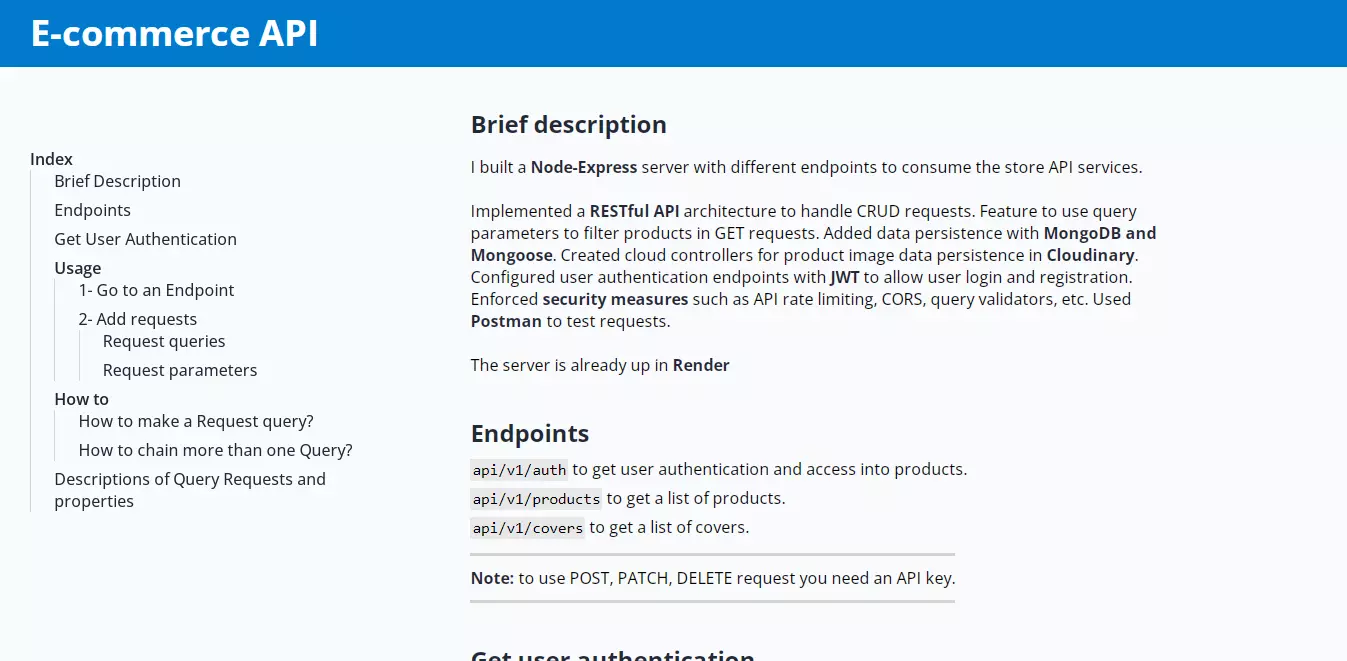 E-commerce API
Index
Brief Description
Endpoints
Get User Authentication
Usage
1- Go to an Endpoint
2- Add requests
Request queries
Request parameters
How to
How to make a Request query?
How to chain more than one Query?
Descriptions of Query Requests and
properties
Brief description
I built a Node-Express server with different endpoints to consume the store API services.
Implemented a RESTful API architecture to handle CRUD requests. Feature to use query
parameters to filter products in GET requests. Added data persistence with MongoDB and
Mongoose. Created cloud controllers for product image data persistence in Cloudinary.
Configured user authentication endpoints with JWT to allow user login and registration.
Enforced security measures such as API rate limiting, CORS, query validators, etc. Used
Postman to test requests.
The server is already up in Render
Endpoints
api/v1/auth to get user authentication and access into products.
api/v1/products to get a list of products.
api/v1/covers to get a list of covers.
Note: to use POST, PATCH, DELETE request you need an API key.
Get user authentication